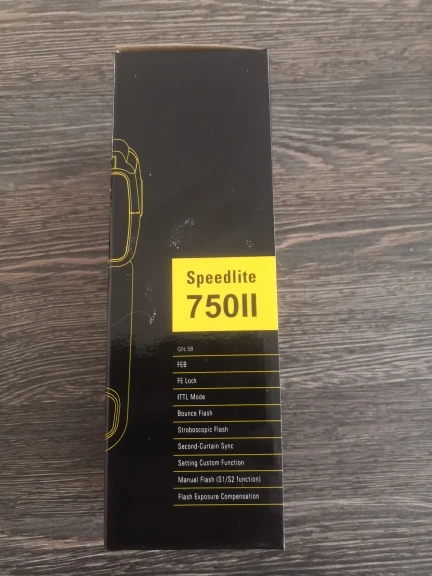 Speedlite
750II
GN 58
FEB
FE Lock
ITTL Mode
Bounce Flash
Stroboscopic Flash
Second-Curtain Sync
Setting Custom Function
Manual Flash (S1/S2 function)
Flash Exposure Compensation